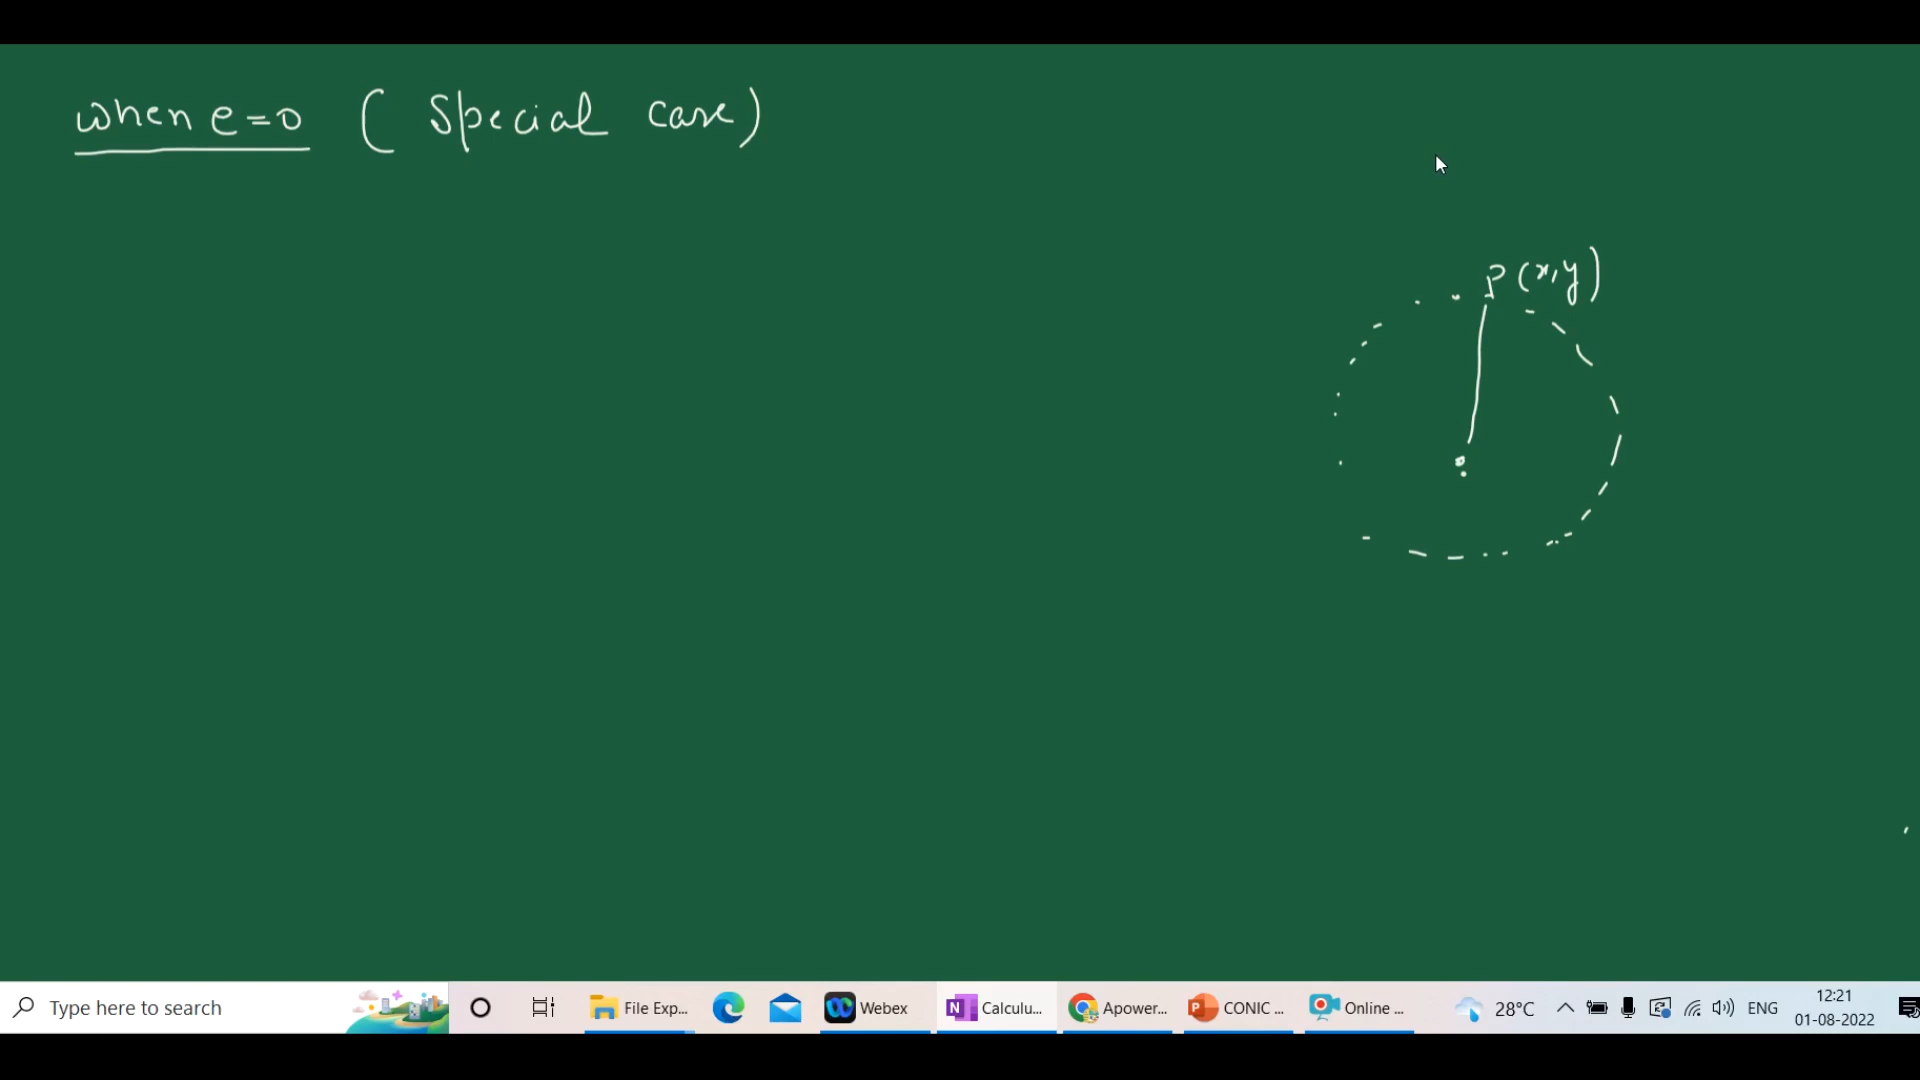 when e=0 ( Special case)
P(x,y)
Type here to search
File Exp...
Webex
Calculu...
Apower...
CONIC ...
Online ...
28°C
ENG
12:21
01-08-2022